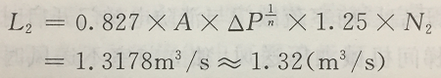 L₂ = 0.827 × A × ΔP^{1/n} × 1.25 × N₂
= 1.3178m³/s ≈ 1.32(m³/s)